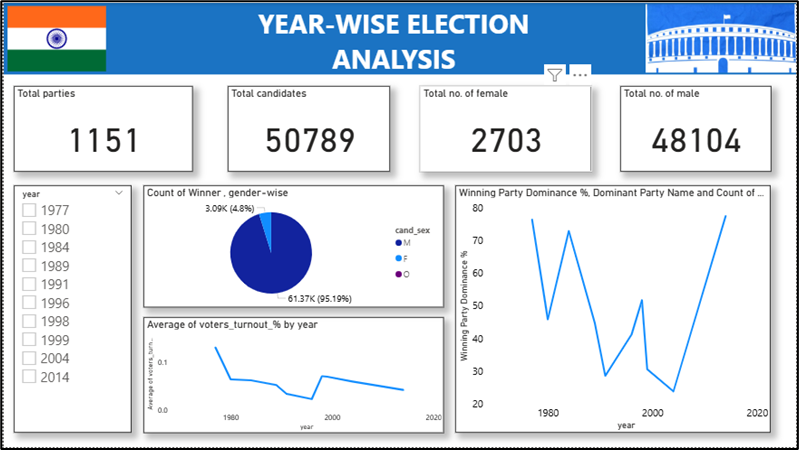 YEAR-WISE ELECTION
ANALYSIS
Total parties
1151
Total candidates
50789
Total no. of female
2703
Total no. of male
48104
year
1977
1980
1984
1989
1991
1996
1998
1999
2004
2014
Count of Winner , gender-wise
3.09K (4.8%)
61.37K (95.19%)
cand_sex
M
F
O
Average of voters_turnout_% by year
Average of voters_turn...
0.1
0.0
1980
2000
2020
year
Winning Party Dominance %, Dominant Party Name and Count of ...
Winning Party Dominance %
80
70
60
50
40
30
20
1980
2000
2020
year